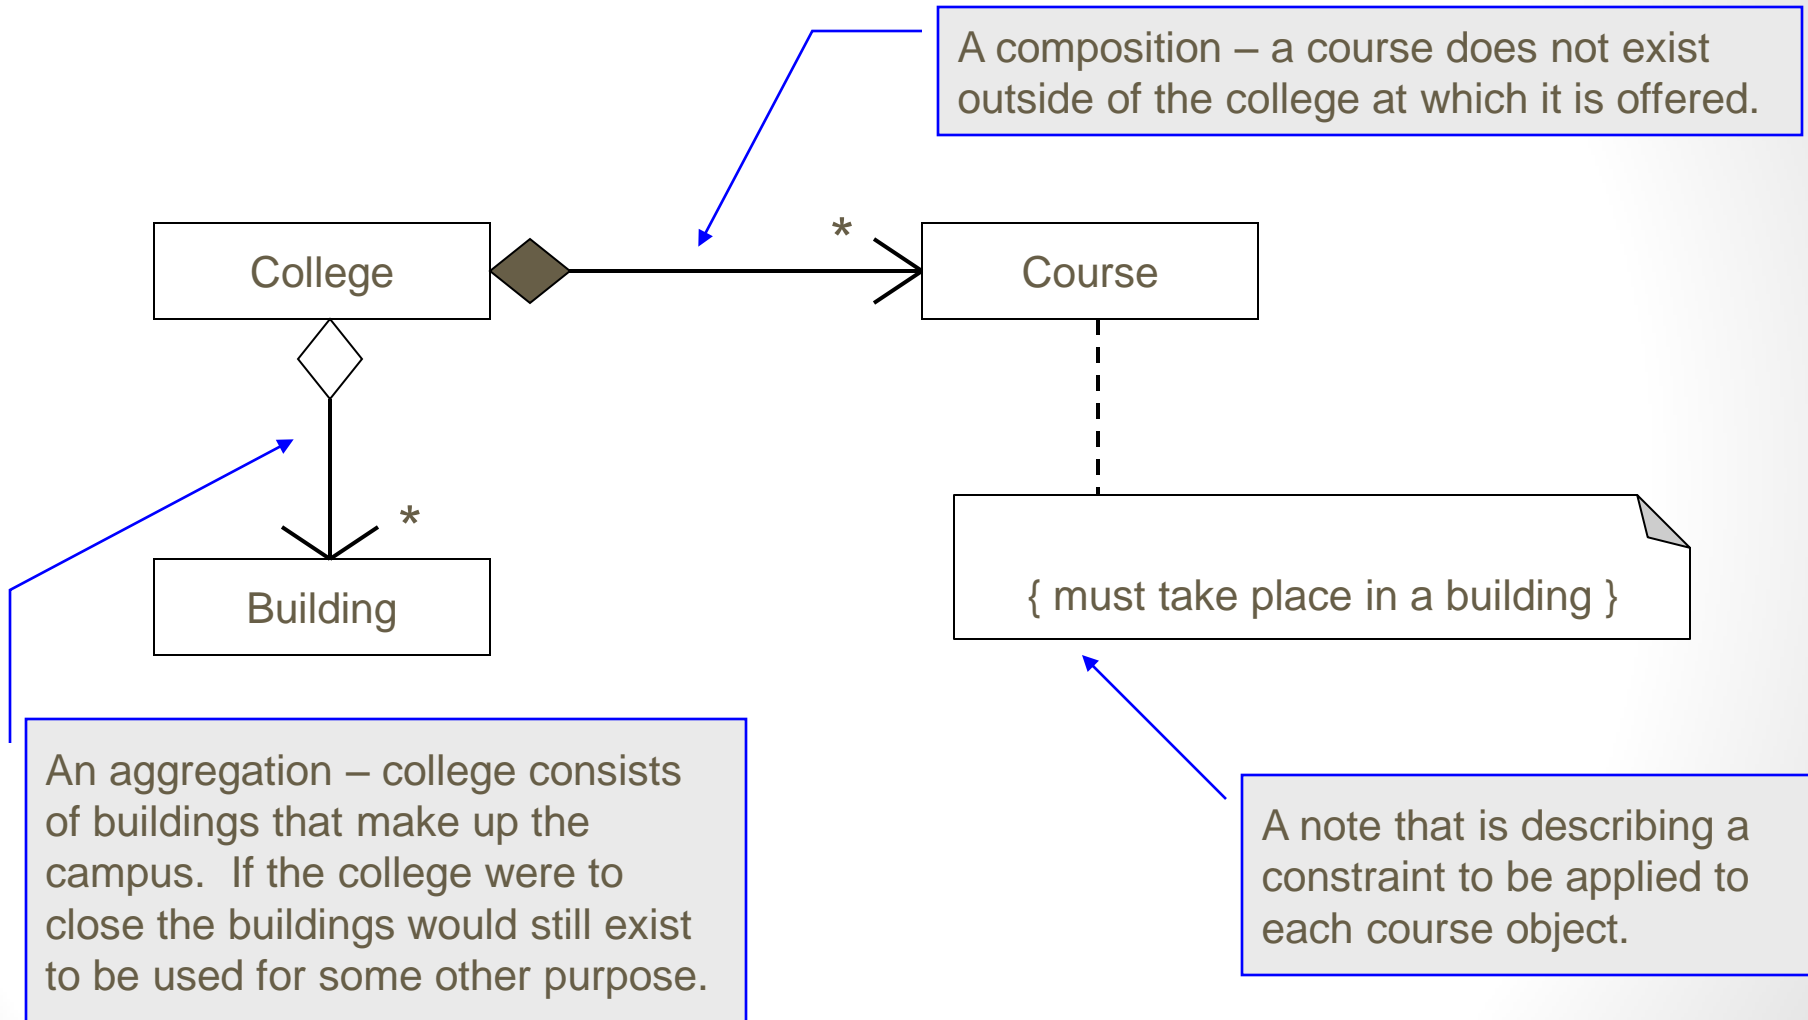 A composition – a course does not exist
outside of the college at which it is offered.
*
College
Course
*
Building
{ must take place in a building }
An aggregation – college consists
of buildings that make up the
campus.  If the college were to
close the buildings would still exist
to be used for some other purpose.
A note that is describing a
constraint to be applied to
each course object.